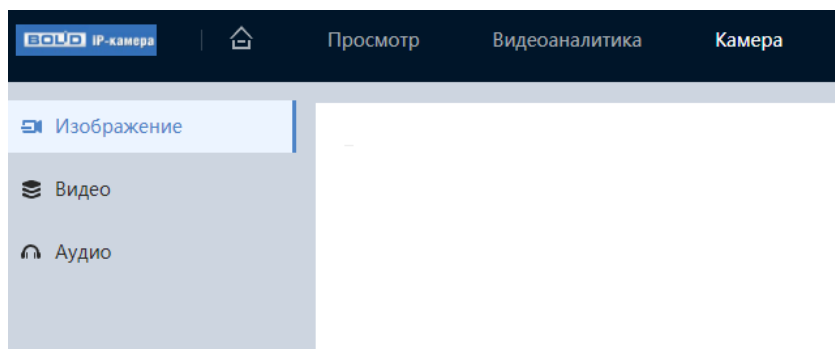 BOLID IP-камера Просмотр Видеоаналитика Камера
Изображение
Видео
Аудио